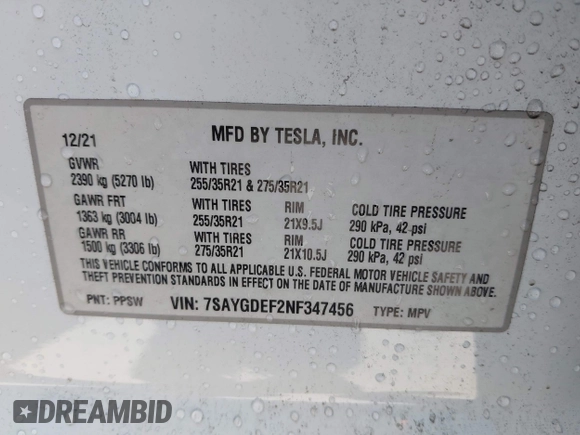 12/21
MFD BY TESLA, INC.
GVWR
2390 kg (5270 lb)
WITH TIRES
255/35R21 & 275/35R21
GAWR FRT
1363 kg (3004 lb)
WITH TIRES
255/35R21
RIM
21X9.5J
COLD TIRE PRESSURE
290 kPa, 42 psi
GAWR RR
1500 kg (3306 lb)
WITH TIRES
275/35R21
RIM
21X10.5J
COLD TIRE PRESSURE
290 kPa, 42 psi
THIS VEHICLE CONFORMS TO ALL APPLICABLE U.S. FEDERAL MOTOR VEHICLE SAFETY AND
THEFT PREVENTION STANDARDS IN EFFECT ON THE DATE OF MANUFACTURE SHOWN ABOVE.
PNT: PPSW
VIN: 7SAYGDEF2NF347456
TYPE: MPV
DREAMBID